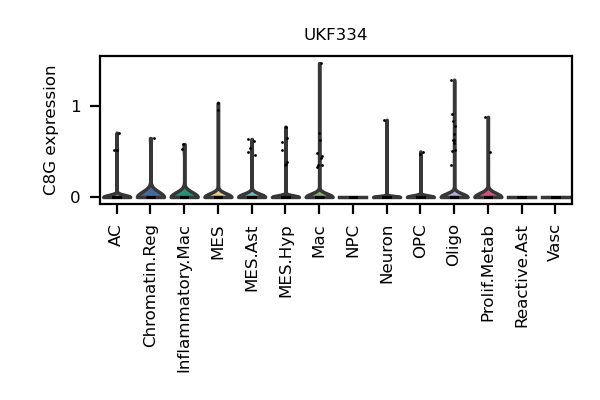 UKF334
C8G expression
1
0
AC
Chromatin.Reg
Inflammatory.Mac
MES
MES.Ast
MES.Hyp
Mac
NPC
Neuron
OPC
Oligo
Prolif.Metab
Reactive.Ast
Vasc